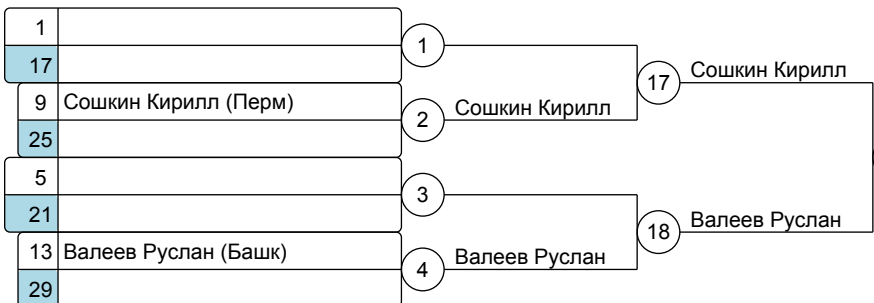 1
1
17
17
Сошкин Кирилл
9 Сошкин Кирилл (Перм)
2
Сошкин Кирилл
25
5
3
21
18
Валеев Руслан
13 Валеев Руслан (Башк)
4
Валеев Руслан
29